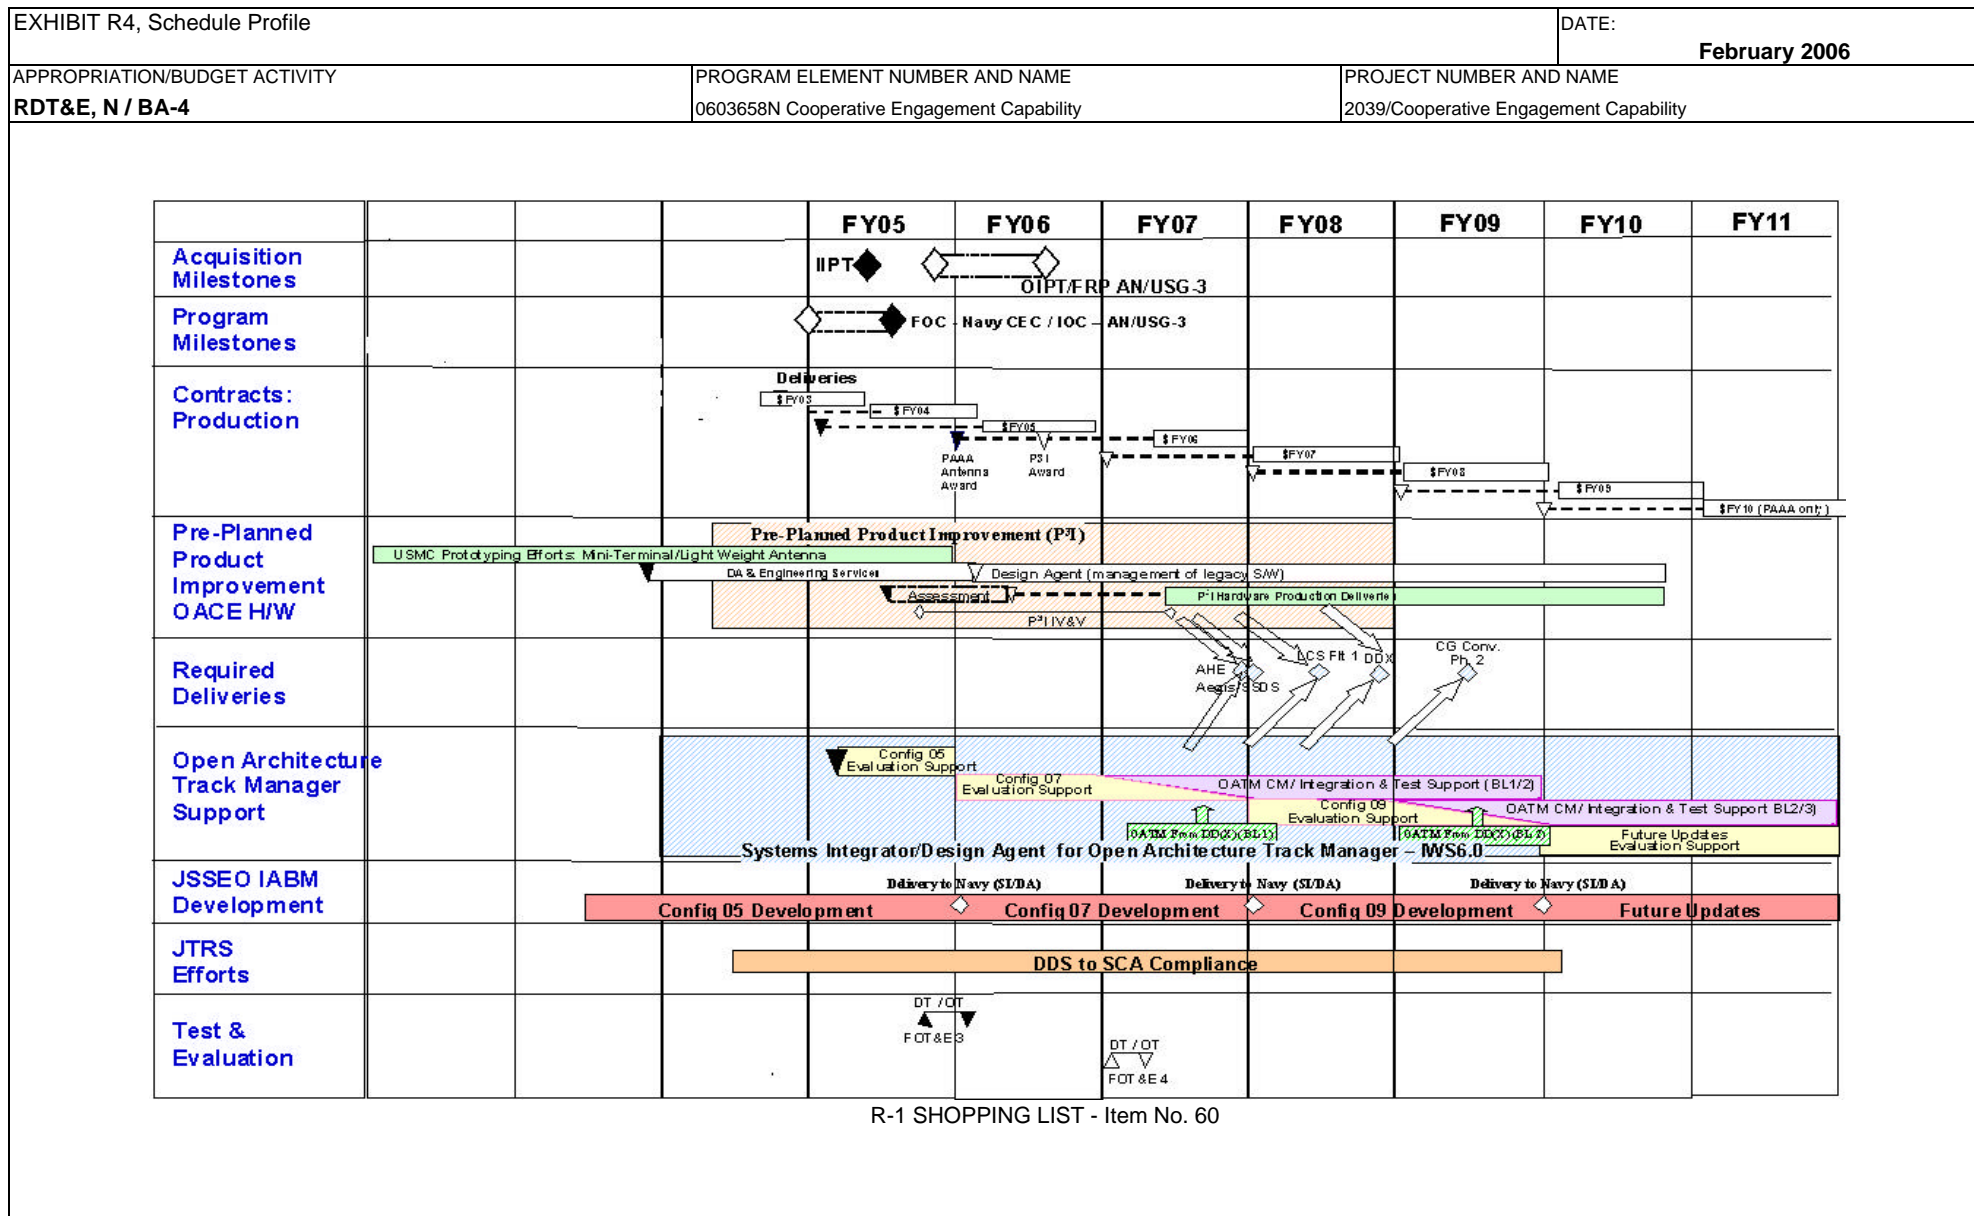 EXHIBIT R4, Schedule Profile
DATE:
February 2006
APPROPRIATION/BUDGET ACTIVITY
PROGRAM ELEMENT NUMBER AND NAME
PROJECT NUMBER AND NAME
RDT&E, N / BA-4
0603658N Cooperative Engagement Capability
2039/Cooperative Engagement Capability
FY05 FY06 FY07 FY08 FY09 FY10 FY11
Acquisition
Milestones
IIPT
OIPT/FRP AN/USG-3
Program
Milestones
FOC - Navy CEC / IOC – AN/USG-3
Contracts:
Production
Deliveries
$ FY03
$ FY04
$FY05
$ FY06
$FY07
$FY08
$ FY09
$FY10 (PAAA only)
PAAA
Antenna
Award
P3I
Award
Pre-Planned
Product
Improvement
OACE H/W
Pre-Planned Product Improvement (P³I)
USMC Prototyping Efforts: Mini-Terminal/Light Weight Antenna
DA & Engineering Services
Design Agent (management of legacy S/W)
Assessment
P³I Hardware Production Deliverie
P³I IV&V
Required
Deliveries
AHE
Aegis/SSDS
LCS Flt 1
DDX
CG Conv.
Ph. 2
Open Architecture
Track Manager
Support
Config 05
Evaluation Support
Config 07
Evaluation Support
OATM CM/ Integration & Test Support (BL1/2)
Config 09
Evaluation Support
OATM CM/ Integration & Test Support BL2/3)
OATM From DD(X)(BL1)
OATM From DD(X)(BL 2)
Future Updates
Evaluation Support
Systems Integrator/Design Agent for Open Architecture Track Manager – IWS6.0
JSSEO IABM
Development
Delivery to Navy (SI/DA)
Delivery to Navy (SI/DA)
Delivery to Navy (SI/DA)
Config 05 Development
Config 07 Development
Config 09 Development
Future Updates
JTRS
Efforts
DDS to SCA Compliance
Test &
Evaluation
DT / OT
FOT&E 3
DT / OT
FOT&E 4
R-1 SHOPPING LIST - Item No. 60